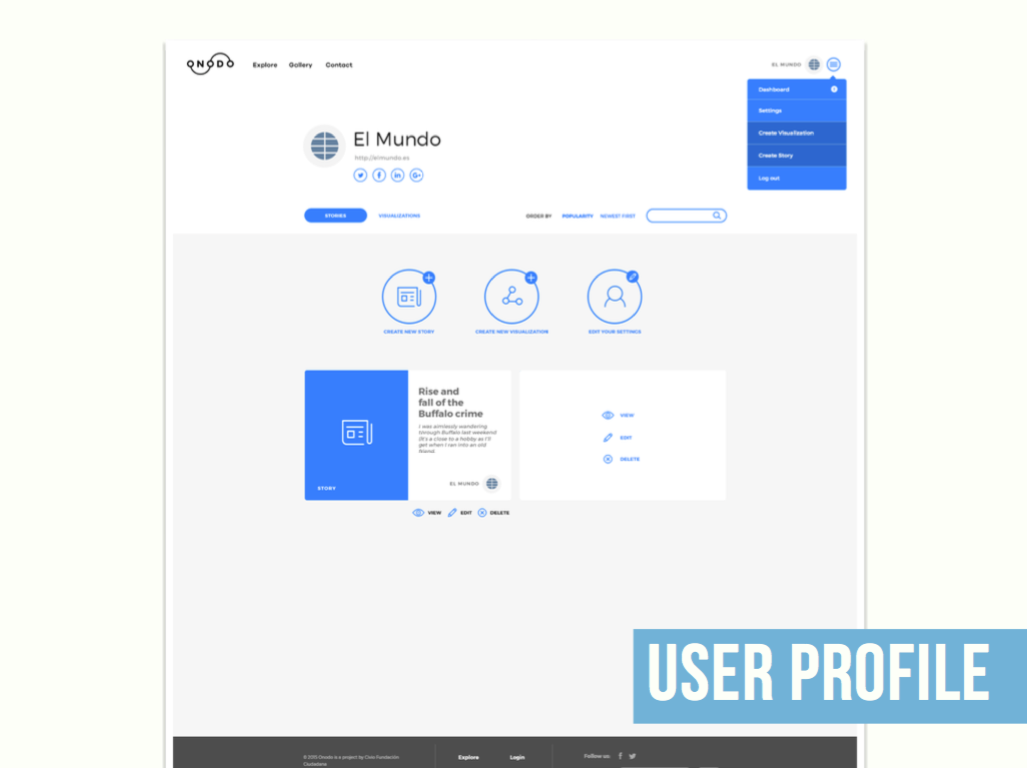 ONODO
Explore Gallery Contact
EL MUNDO
Dashboard
Settings
Create Visualization
Create Story
Log out
El Mundo
http://elmundo.es
STORIES VISUALIZATIONS ORDER BY POPULARITY NEWEST FIRST
CREATE NEW STORY CREATE NEW VISUALIZATION EDIT YOUR SETTINGS
Rise and
fall of the
Buffalo crime
I was aimlessly wandering
through Buffalo last weekend
(it's a close to a hobby as I'll
get when I ran into an old
friend
EL MUNDO
STORY
VIEW
EDIT
DELETE
VIEW EDIT DELETE
USER PROFILE
© 2015 Onodo is a project by Civio Fundación
Ciudadana
Explore Login Follow us: